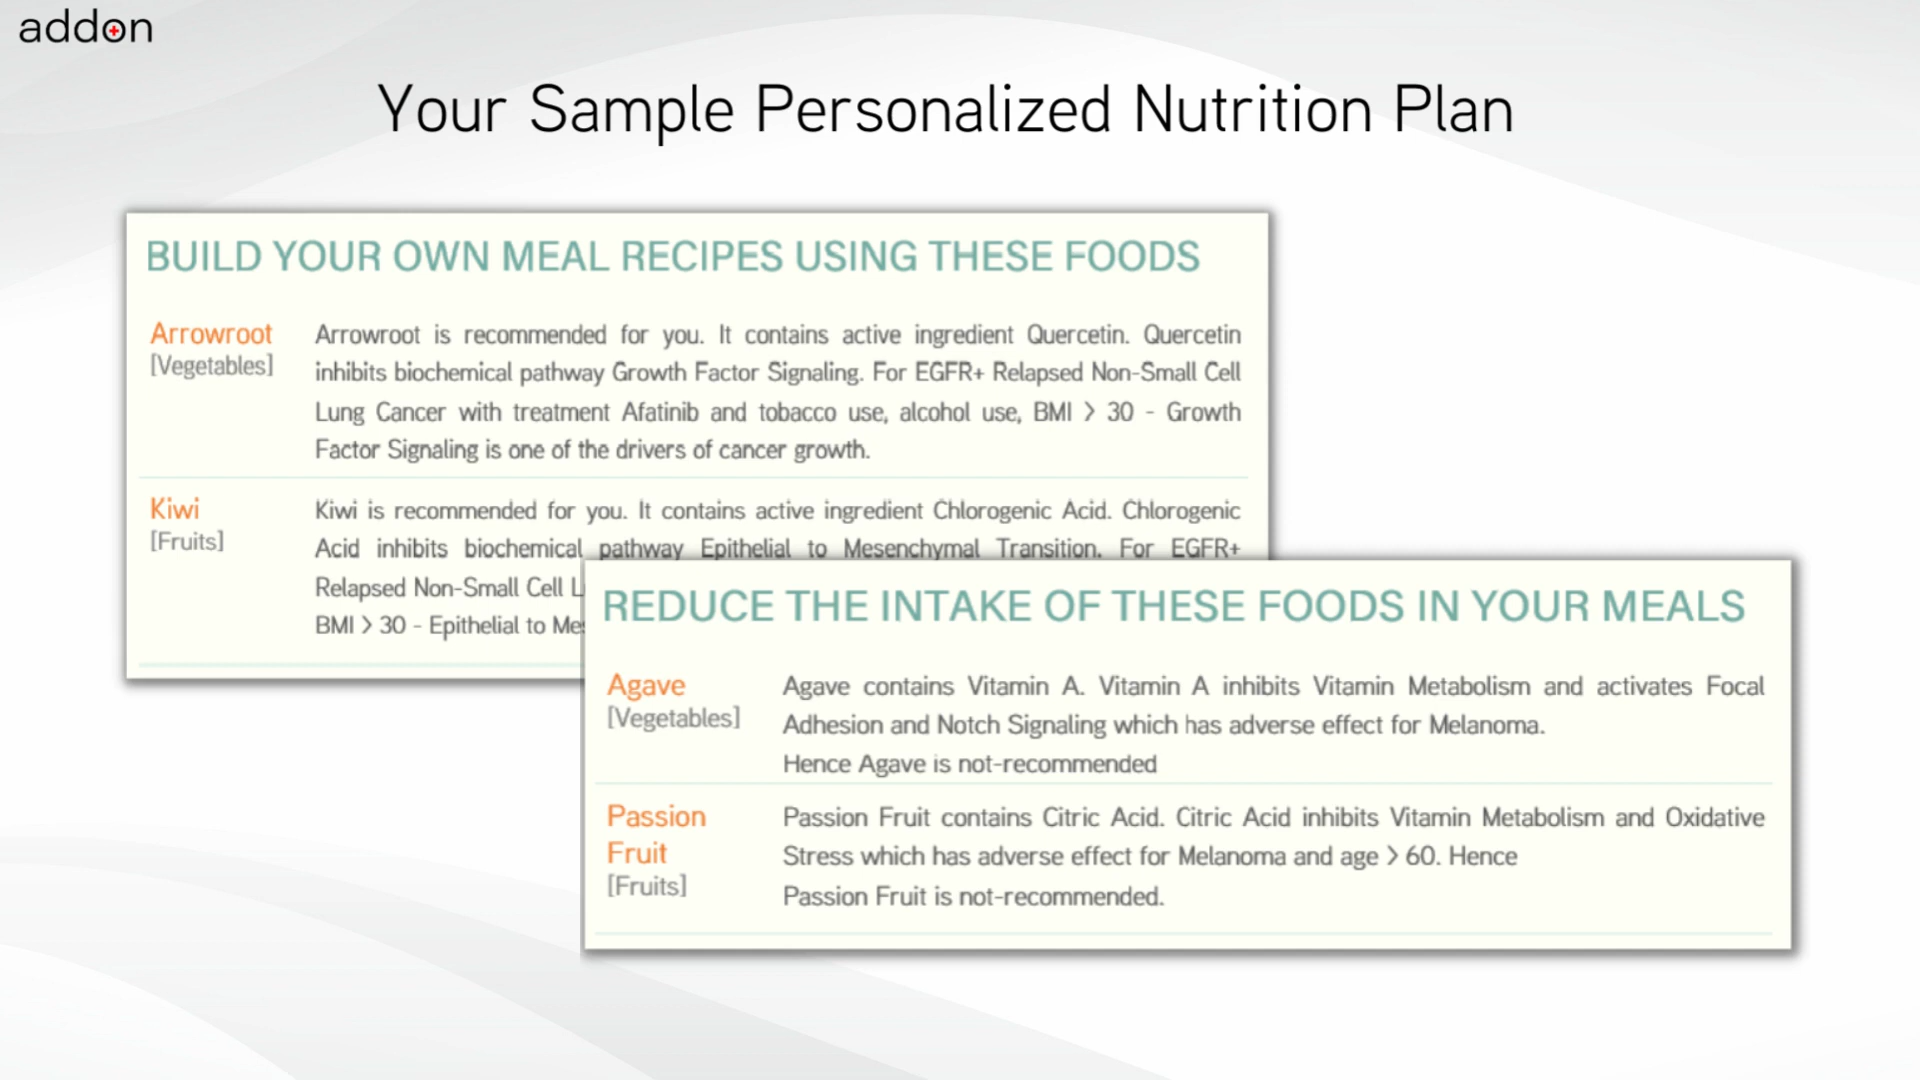 addon
Your Sample Personalized Nutrition Plan
BUILD YOUR OWN MEAL RECIPES USING THESE FOODS
Arrowroot
[Vegetables]
Arrowroot is recommended for you. It contains active ingredient Quercetin. Quercetin
inhibits biochemical pathway Growth Factor Signaling. For EGFR+ Relapsed Non-Small Cell
Lung Cancer with treatment Afatinib and tobacco use, alcohol use, BMI > 30 - Growth
Factor Signaling is one of the drivers of cancer growth.
Kiwi
[Fruits]
Kiwi is recommended for you. It contains active ingredient Chlorogenic Acid. Chlorogenic
Acid inhibits biochemical pathway Epithelial to Mesenchymal Transition. For EGFR+
Relapsed Non-Small Cell
BMI > 30 - Epithelial to
REDUCE THE INTAKE OF THESE FOODS IN YOUR MEALS
Agave
[Vegetables]
Agave contains Vitamin A. Vitamin A inhibits Vitamin Metabolism and activates Focal
Adhesion and Notch Signaling which has adverse effect for Melanoma.
Hence Agave is not-recommended
Passion
Fruit
[Fruits]
Passion Fruit contains Citric Acid. Citric Acid inhibits Vitamin Metabolism and Oxidative
Stress which has adverse effect for Melanoma and age > 60. Hence
Passion Fruit is not-recommended.